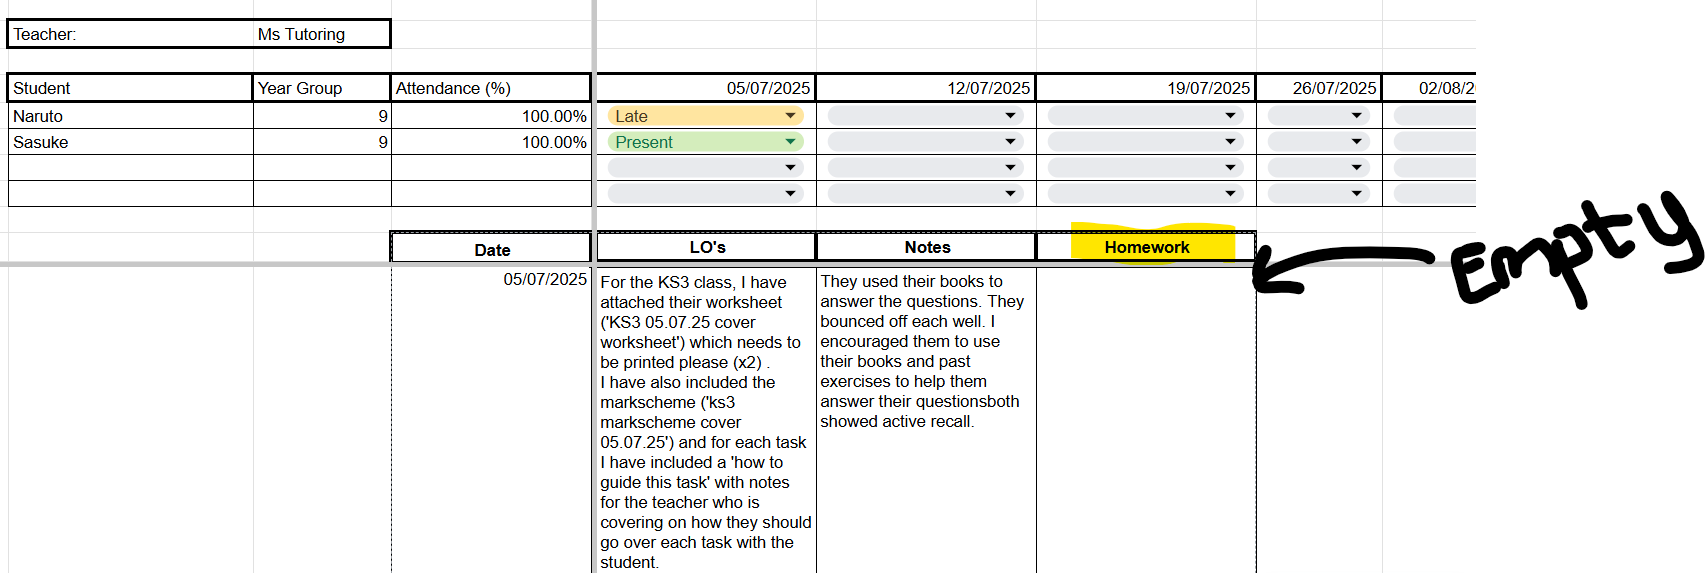 Teacher: Ms Tutoring
Student Year Group Attendance (%) 05/07/2025 12/07/2025 19/07/2025 26/07/2025 02/08/2
Naruto 9 100.00% Late
Sasuke 9 100.00% Present
Empty
Date LO's Notes Homework
05/07/2025
For the KS3 class, I have
attached their worksheet
('KS3 05.07.25 cover
worksheet') which needs to
be printed please (x2) .
I have also included the
markscheme ('ks3
markscheme cover
05.07.25') and for each task
I have included a 'how to
guide this task' with notes
for the teacher who is
covering on how they should
go over each task with the
student.
They used their books to
answer the questions. They
bounced off each well. I
encouraged them to use
their books and past
exercises to help them
answer their questionsboth
showed active recall.